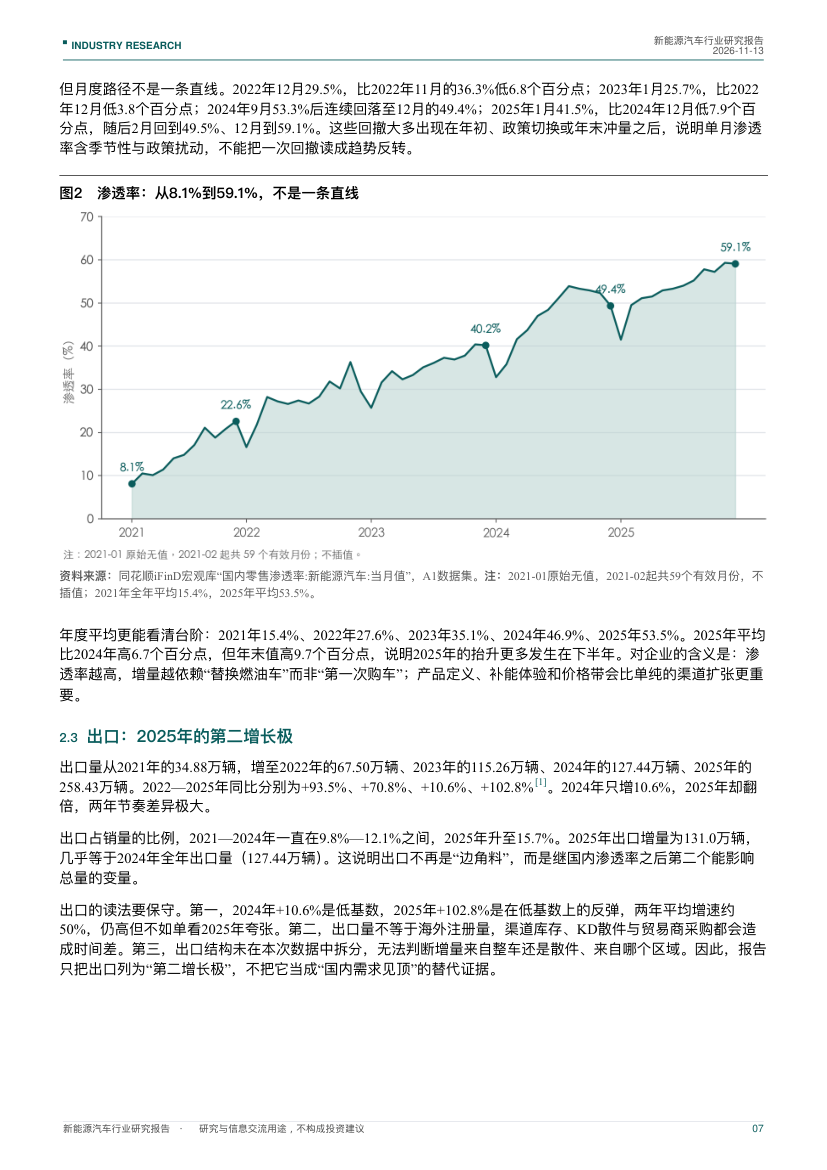 INDUSTRY RESEARCH
新能源汽车行业研究报告
2026-11-13
但月度路径不是一条直线。2022年12月29.5%，比2022年11月的36.3%低6.8个百分点；2023年1月25.7%，比2022
年12月低3.8个百分点；2024年9月53.3%后连续回落至12月的49.4%；2025年1月41.5%，比2024年12月低7.9个百
分点，随后2月回到49.5%、12月到59.1%。这些回撤大多出现在年初、政策切换或年末冲量之后，说明单月渗透
率含季节性与政策扰动，不能把一次回撤读成趋势反转。
图2 渗透率：从8.1%到59.1%，不是一条直线
70
60
50
40
30
20
10
0
渗透率（%）
8.1%
22.6%
40.2%
49.4%
59.1%
2021
2022
2023
2024
2025
注：2021-01 原始无值，2021-02 起共 59 个有效月份；不插值。
资料来源：同花顺iFinD宏观库“国内零售渗透率:新能源汽车:当月值”，A1数据集。注：2021-01原始无值，2021-02起共59个有效月份，不
插值；2021年全年平均15.4%，2025年平均53.5%。
年度平均更能看清台阶：2021年15.4%、2022年27.6%、2023年35.1%、2024年46.9%、2025年53.5%。2025年平均
比2024年高6.7个百分点，但年末值高9.7个百分点，说明2025年的抬升更多发生在下半年。对企业的含义是：渗
透率越高，增量越依赖“替换燃油车”而非“第一次购车”；产品定义、补能体验和价格带会比单纯的渠道扩张更重
要。
2.3 出口：2025年的第二增长极
出口量从2021年的34.88万辆，增至2022年的67.50万辆、2023年的115.26万辆、2024年的127.44万辆、2025年的
258.43万辆。2022—2025年同比分别为+93.5%、+70.8%、+10.6%、+102.8%[1]。2024年只增10.6%，2025年却翻
倍，两年节奏差异极大。
出口占销量的比例，2021—2024年一直在9.8%—12.1%之间，2025年升至15.7%。2025年出口增量为131.0万辆，
几乎等于2024年全年出口量（127.44万辆）。这说明出口不再是“边角料”，而是继国内渗透率之后第二个能影响
总量的变量。
出口的读法要保守。第一，2024年+10.6%是低基数，2025年+102.8%是在低基数上的反弹，两年平均增速约
50%，仍高但不如单看2025年夸张。第二，出口量不等于海外注册量，渠道库存、KD散件与贸易商采购都会造
成时间差。第三，出口结构未在本次数据中拆分，无法判断增量来自整车还是散件、来自哪个区域。因此，报告
只把出口列为“第二增长极”，不把它当成“国内需求见顶”的替代证据。
新能源汽车行业研究报告 · 研究与信息交流用途，不构成投资建议
07